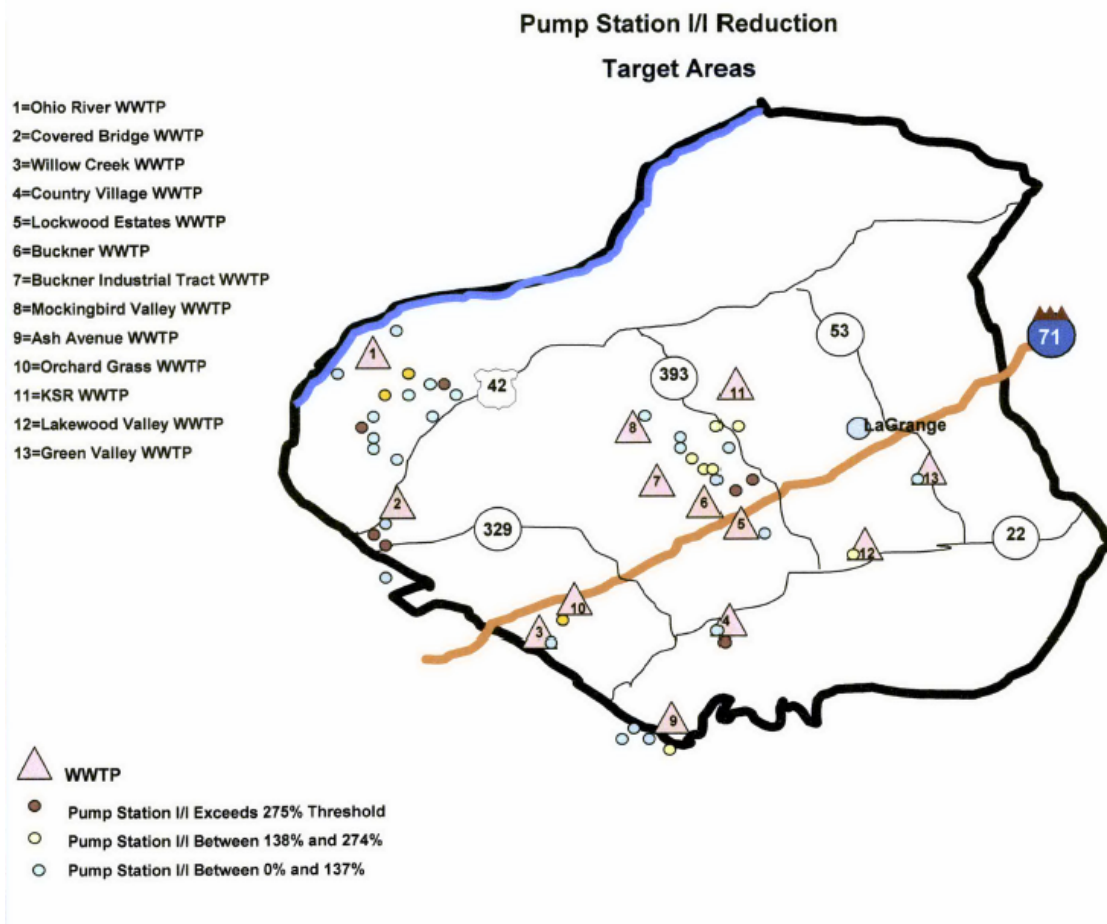 Pump Station I/I Reduction
Target Areas
1=Ohio River WWTP
2=Covered Bridge WWTP
3=Willow Creek WWTP
4=Country Village WWTP
5=Lockwood Estates WWTP
6=Buckner WWTP
7=Buckner Industrial Tract WWTP
8=Mockingbird Valley WWTP
9=Ash Avenue WWTP
10=Orchard Grass WWTP
11=KSR WWTP
12=Lakewood Valley WWTP
13=Green Valley WWTP
53
71
1
393
42
11
LaGrange
8
13
7
2
6
5
329
22
12
10
4
3
9
WWTP
Pump Station I/I Exceeds 275% Threshold
Pump Station I/I Between 138% and 274%
Pump Station I/I Between 0% and 137%